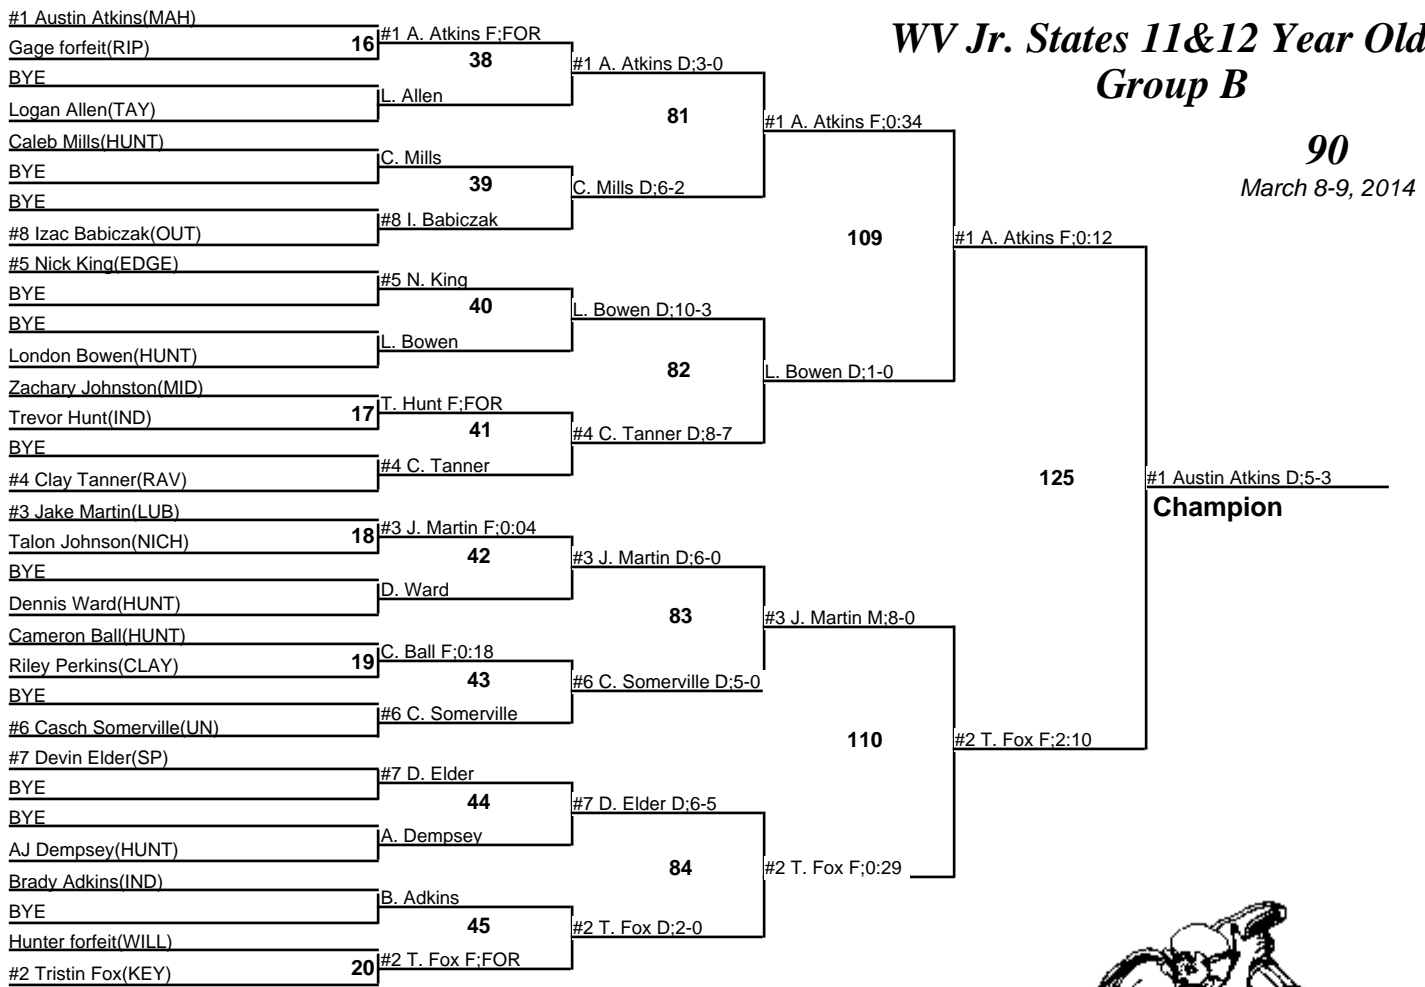 WV Jr. States 11&12 Year Old
Group B
90
March 8-9, 2014
#1 Austin Atkins(MAH)
Gage forfeit(RIP)
BYE
Logan Allen(TAY)
Caleb Mills(HUNT)
BYE
BYE
#8 Izac Babiczak(OUT)
#5 Nick King(EDGE)
BYE
BYE
London Bowen(HUNT)
Zachary Johnston(MID)
Trevor Hunt(IND)
BYE
#4 Clay Tanner(RAV)
#3 Jake Martin(LUB)
Talon Johnson(NICH)
BYE
Dennis Ward(HUNT)
Cameron Ball(HUNT)
Riley Perkins(CLAY)
BYE
#6 Casch Somerville(UN)
#7 Devin Elder(SP)
BYE
BYE
AJ Dempsey(HUNT)
Brady Adkins(IND)
BYE
Hunter forfeit(WILL)
#2 Tristin Fox(KEY)
16
17
18
19
20
#1 A. Atkins F;FOR
L. Allen
C. Mills
#8 I. Babiczak
#5 N. King
L. Bowen
T. Hunt F;FOR
#4 C. Tanner
#3 J. Martin F;0:04
D. Ward
C. Ball F;0:18
#6 C. Somerville
#7 D. Elder
A. Dempsey
B. Adkins
#2 T. Fox F;FOR
38
39
40
41
42
43
44
45
#1 A. Atkins D;3-0
C. Mills D;6-2
L. Bowen D;10-3
#4 C. Tanner D;8-7
#3 J. Martin D;6-0
#6 C. Somerville D;5-0
#7 D. Elder D;6-5
#2 T. Fox D;2-0
81
82
83
84
#1 A. Atkins F;0:34
L. Bowen D;1-0
#3 J. Martin M;8-0
#2 T. Fox F;0:29
109
110
#1 A. Atkins F;0:12
#2 T. Fox F;2:10
125
#1 Austin Atkins D;5-3
Champion